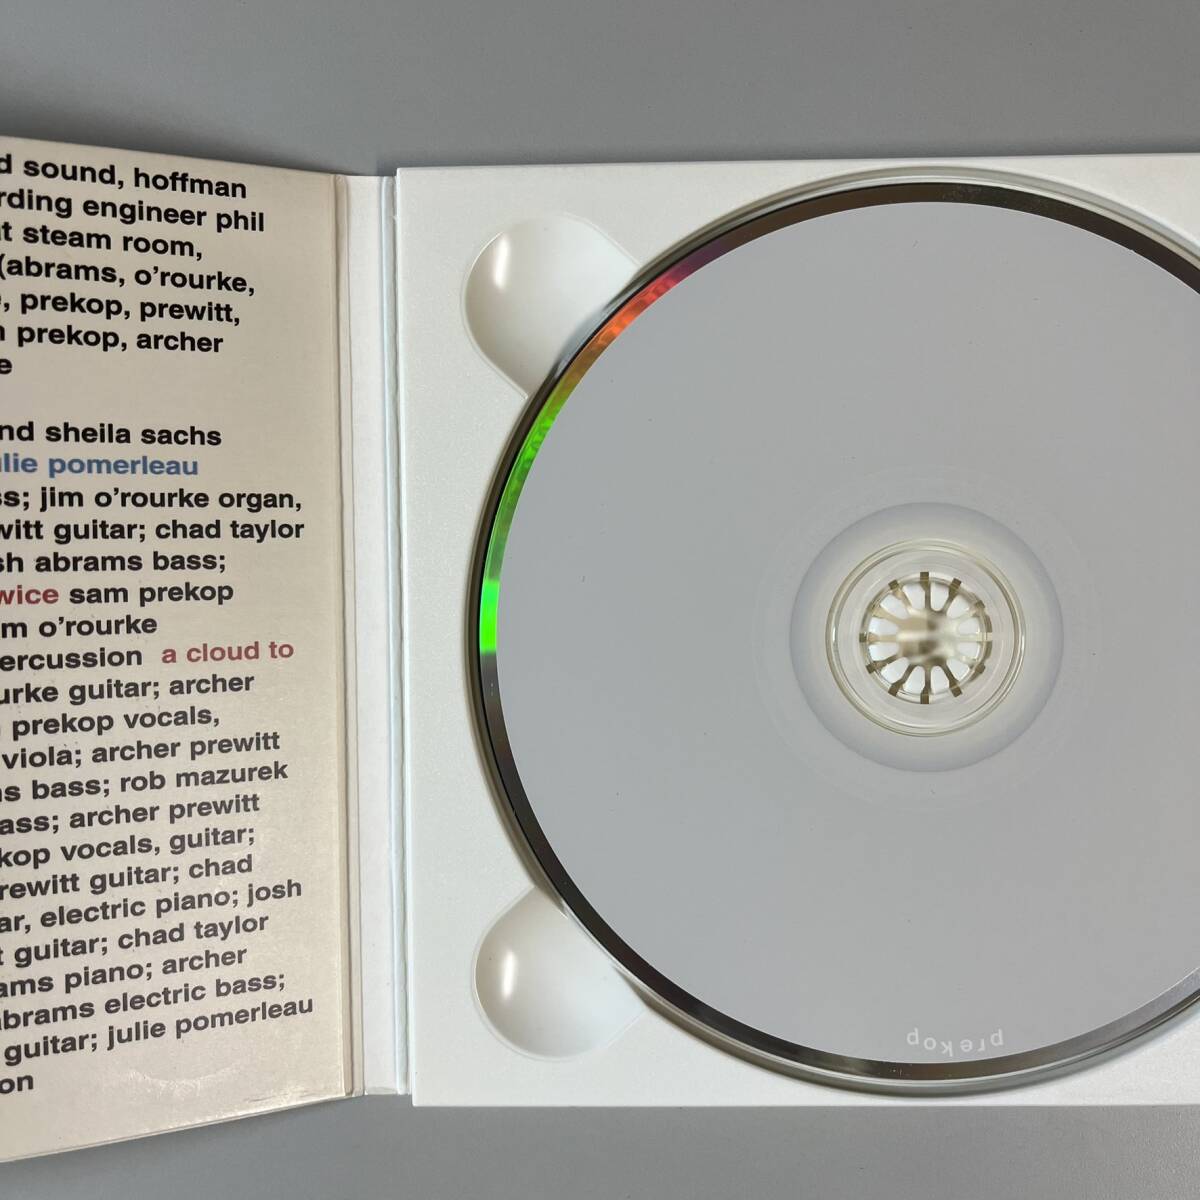 d sound, hoffman
rding engineer phil
t steam room,
(abrams, o'rourke,
, prekop, prewitt,
prekop, archer
e
nd sheila sachs
ulie pomerleau
ss; jim o'rourke organ,
witt guitar; chad taylor
sh abrams bass;
wice sam prekop
m o'rourke
ercussion a cloud to
urke guitar; archer
prekop vocals,
viola; archer prewitt
ns bass; rob mazurek
ass; archer prewitt
kop vocals, guitar;
rewitt guitar; chad
ar, electric piano; josh
t guitar; chad taylor
ams piano; archer
abrams electric bass;
guitar; julie pomerleau
on
prekop